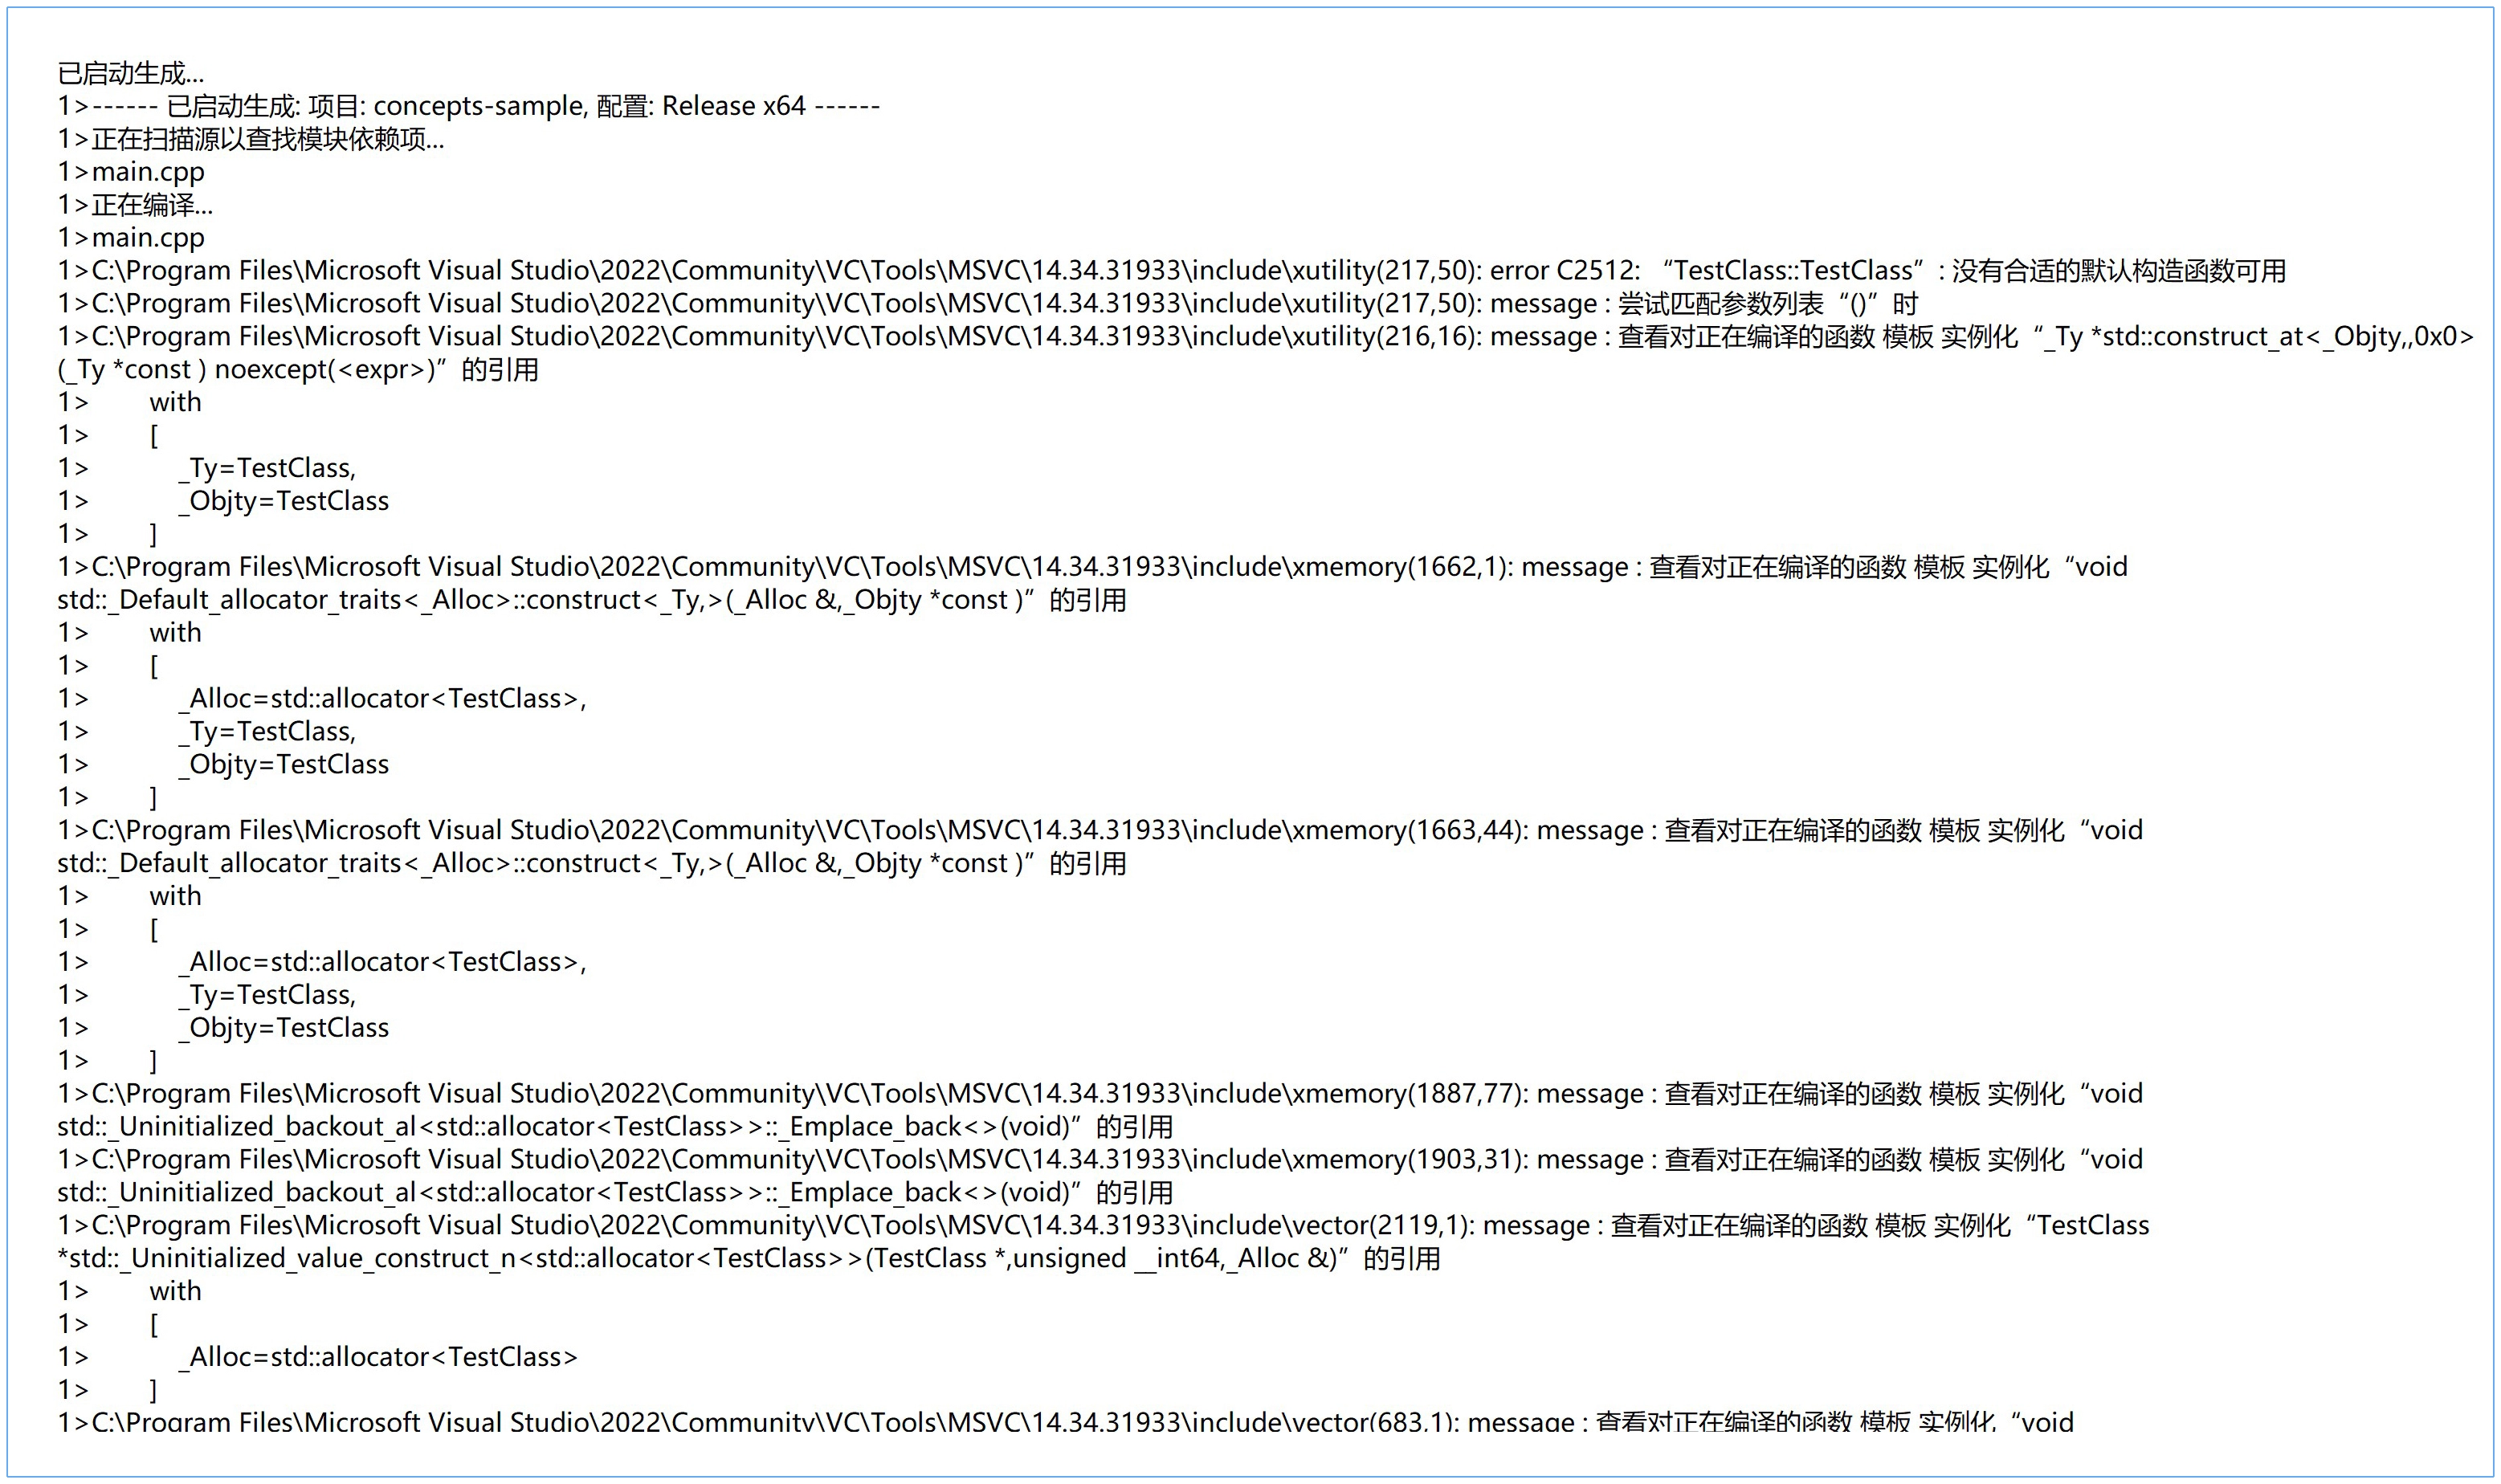 已启动生成...
1>------ 已启动生成: 项目: concepts-sample, 配置: Release x64 ------
1>正在扫描源以查找模块依赖项...
1>main.cpp
1>正在编译...
1>main.cpp
1>C:\Program Files\Microsoft Visual Studio\2022\Community\VC\Tools\MSVC\14.34.31933\include\xutility(217,50): error C2512: “TestClass::TestClass”: 没有合适的默认构造函数可用
1>C:\Program Files\Microsoft Visual Studio\2022\Community\VC\Tools\MSVC\14.34.31933\include\xutility(217,50): message : 尝试匹配参数列表“()”时
1>C:\Program Files\Microsoft Visual Studio\2022\Community\VC\Tools\MSVC\14.34.31933\include\xutility(216,16): message : 查看对正在编译的函数 模板 实例化“_Ty *std::construct_at<_Objty,,0x0>
(_Ty *const ) noexcept(<expr>)”的引用
1>        with
1>        [
1>            _Ty=TestClass,
1>            _Objty=TestClass
1>        ]
1>C:\Program Files\Microsoft Visual Studio\2022\Community\VC\Tools\MSVC\14.34.31933\include\xmemory(1662,1): message : 查看对正在编译的函数 模板 实例化“void
std::_Default_allocator_traits<_Alloc>::construct<_Ty,>(_Alloc &,_Objty *const )”的引用
1>        with
1>        [
1>            _Alloc=std::allocator<TestClass>,
1>            _Ty=TestClass,
1>            _Objty=TestClass
1>        ]
1>C:\Program Files\Microsoft Visual Studio\2022\Community\VC\Tools\MSVC\14.34.31933\include\xmemory(1663,44): message : 查看对正在编译的函数 模板 实例化“void
std::_Default_allocator_traits<_Alloc>::construct<_Ty,>(_Alloc &,_Objty *const )”的引用
1>        with
1>        [
1>            _Alloc=std::allocator<TestClass>,
1>            _Ty=TestClass,
1>            _Objty=TestClass
1>        ]
1>C:\Program Files\Microsoft Visual Studio\2022\Community\VC\Tools\MSVC\14.34.31933\include\xmemory(1887,77): message : 查看对正在编译的函数 模板 实例化“void
std::_Uninitialized_backout_al<std::allocator<TestClass>>::_Emplace_back<>(void)”的引用
1>C:\Program Files\Microsoft Visual Studio\2022\Community\VC\Tools\MSVC\14.34.31933\include\xmemory(1903,31): message : 查看对正在编译的函数 模板 实例化“void
std::_Uninitialized_backout_al<std::allocator<TestClass>>::_Emplace_back<>(void)”的引用
1>C:\Program Files\Microsoft Visual Studio\2022\Community\VC\Tools\MSVC\14.34.31933\include\vector(2119,1): message : 查看对正在编译的函数 模板 实例化“TestClass
*std::_Uninitialized_value_construct_n<std::allocator<TestClass>>(TestClass *,unsigned __int64,_Alloc &)”的引用
1>        with
1>        [
1>            _Alloc=std::allocator<TestClass>
1>        ]
1>C:\Program Files\Microsoft Visual Studio\2022\Community\VC\Tools\MSVC\14.34.31933\include\vector(683,1): message : 查看对正在编译的函数 模板 实例化“void